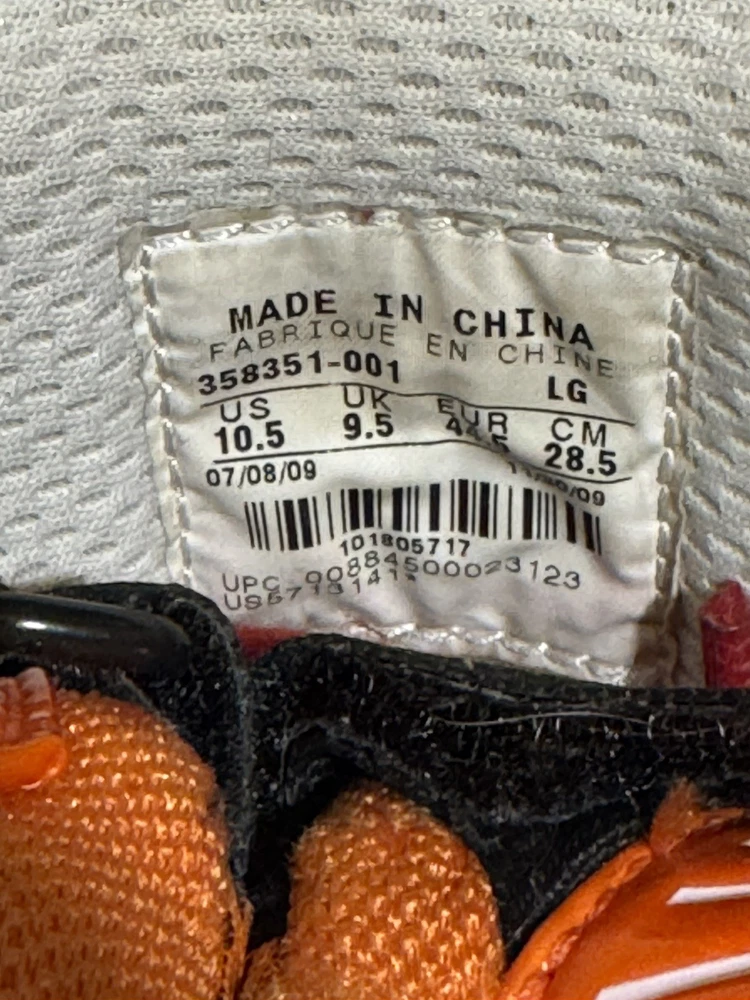 MADE IN CHINA
FABRIQUE EN CHINE
358351-001 LG
US UK EUR CM
10.5 9.5 28.5
07/08/09
101805717
UPC 00884500023123